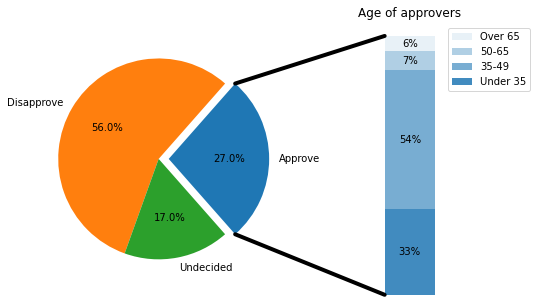 Age of approvers
Over 65
50-65
35-49
Under 35
6%
7%
54%
33%
Disapprove
56.0%
Approve
27.0%
17.0%
Undecided